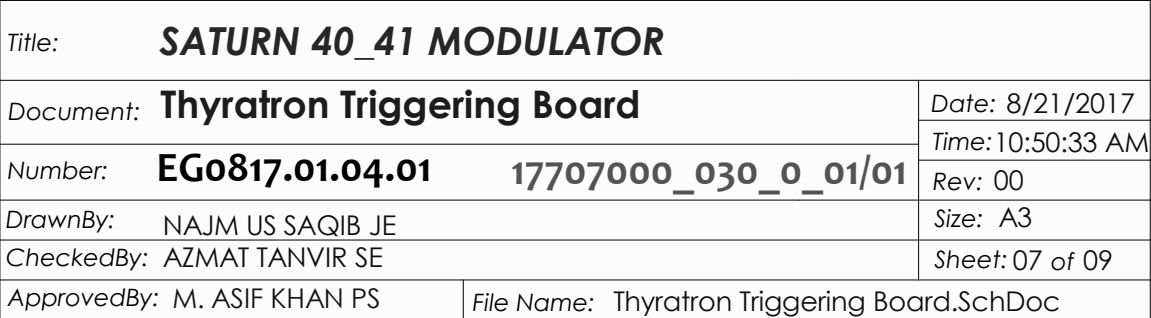 Title: SATURN 40_41 MODULATOR
Document: Thyratron Triggering Board
Date: 8/21/2017
Time:10:50:33 AM
Number: EG0817.01.04.01 17707000_030_0_01/01
Rev: 00
DrawnBy: NAJM US SAQIB JE
Size: A3
CheckedBy: AZMAT TANVIR SE
Sheet: 07 of 09
ApprovedBy: M. ASIF KHAN PS
File Name: Thyratron Triggering Board.SchDoc